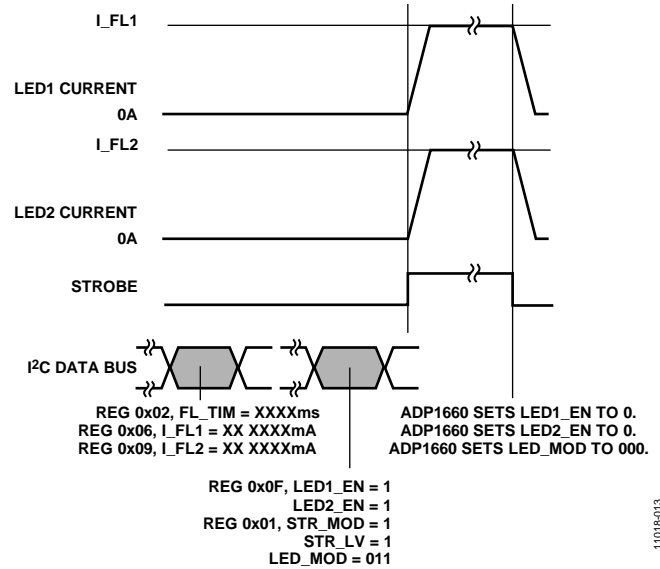 I_FL1
LED1 CURRENT
0A
I_FL2
LED2 CURRENT
0A
STROBE
I2C DATA BUS
REG 0x02, FL_TIM = XXXXms
REG 0x06, I_FL1 = XX XXXXmA
REG 0x09, I_FL2 = XX XXXXmA
ADP1660 SETS LED1_EN TO 0.
ADP1660 SETS LED2_EN TO 0.
ADP1660 SETS LED_MOD TO 000.
REG 0x0F, LED1_EN = 1
LED2_EN = 1
REG 0x01, STR_MOD = 1
STR_LV = 1
LED_MOD = 011
11018-013